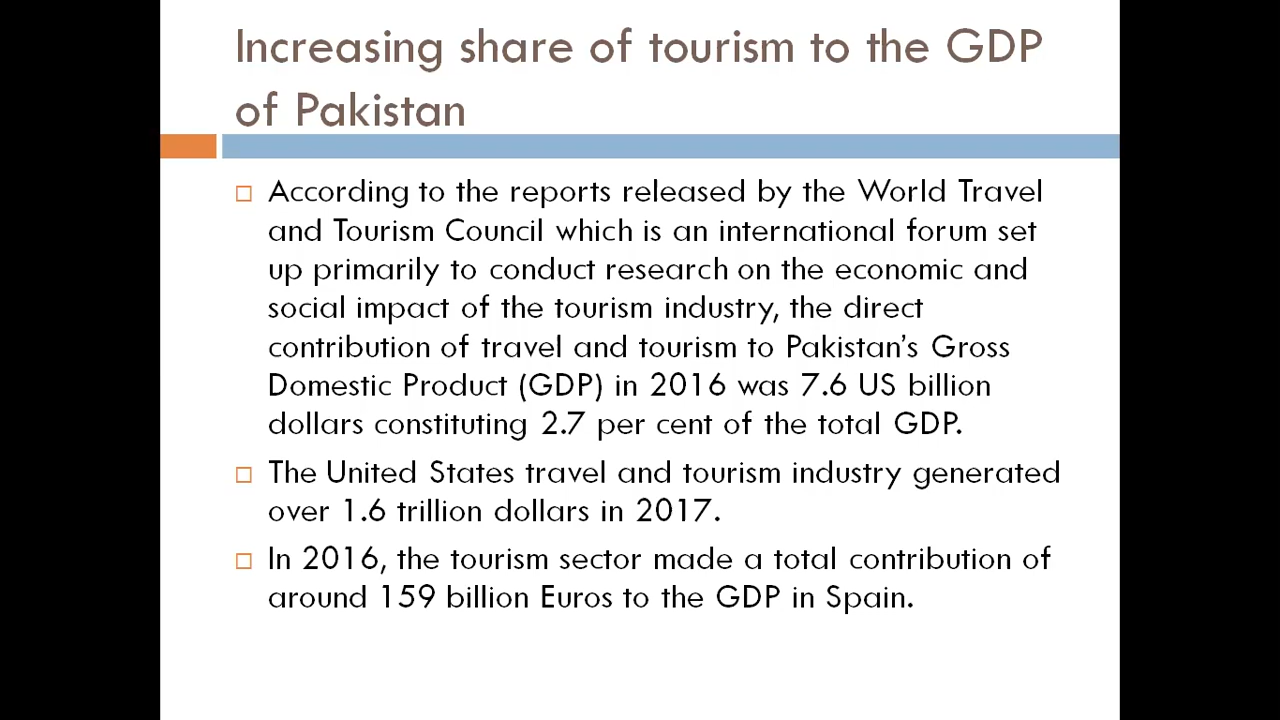 Increasing share of tourism to the GDP
of Pakistan
According to the reports released by the World Travel
and Tourism Council which is an international forum set
up primarily to conduct research on the economic and
social impact of the tourism industry, the direct
contribution of travel and tourism to Pakistan's Gross
Domestic Product (GDP) in 2016 was 7.6 US billion
dollars constituting 2.7 per cent of the total GDP.
The United States travel and tourism industry generated
over 1.6 trillion dollars in 2017.
In 2016, the tourism sector made a total contribution of
around 159 billion Euros to the GDP in Spain.